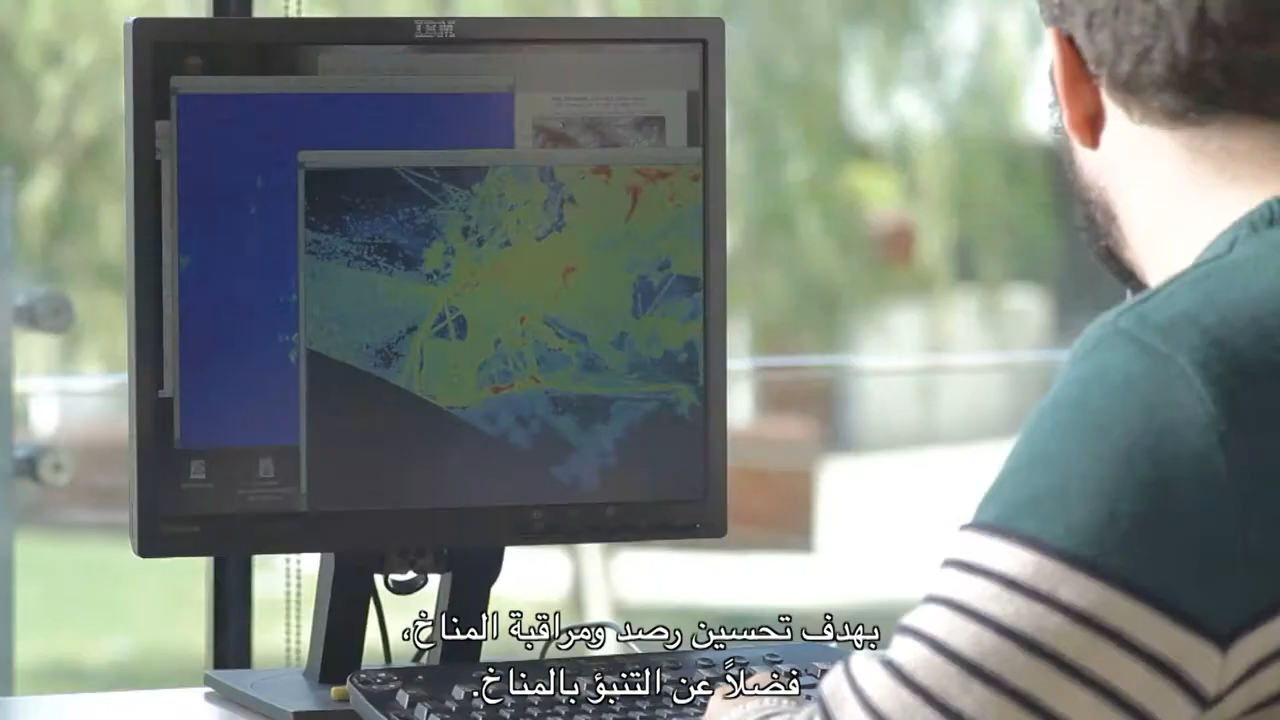 IBM
بهدف تحسين رصد ومراقبة المناخ،
فضلاً عن التنبؤ بالمناخ.